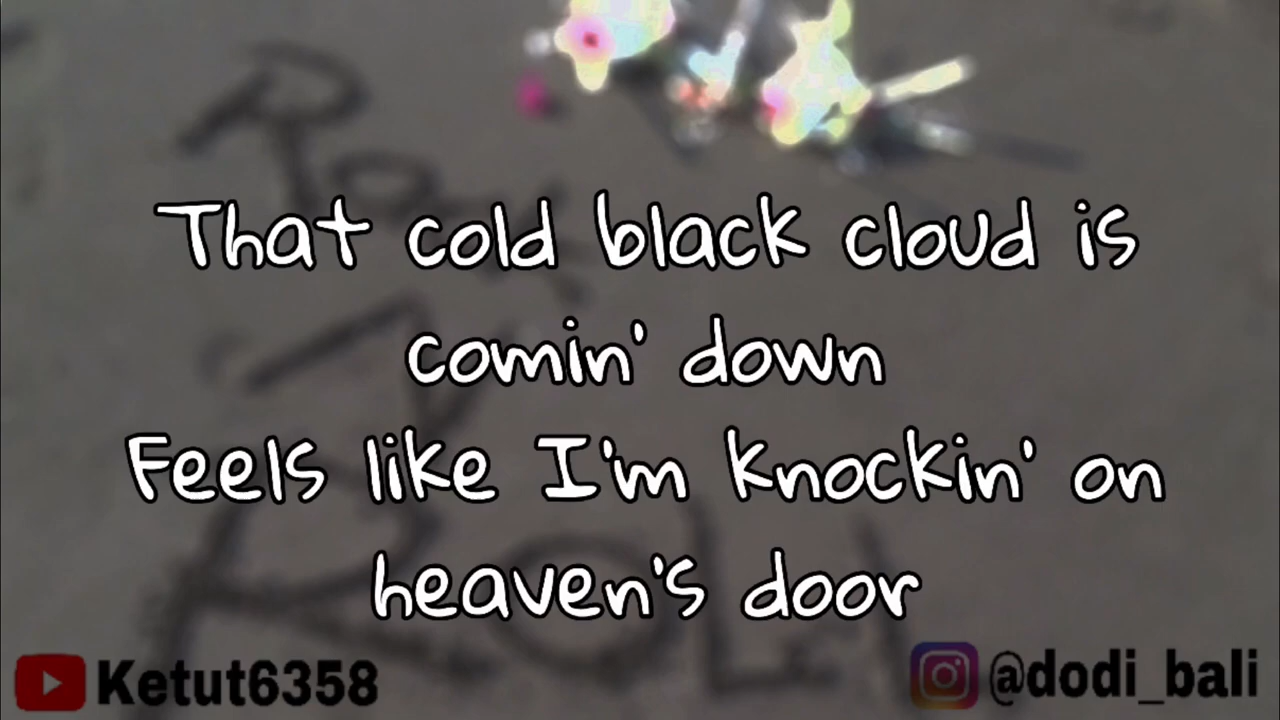 That cold black cloud is
comin' down
Feels like I'm knockin' on
heaven's door
Ketut6358
@dodi_bali